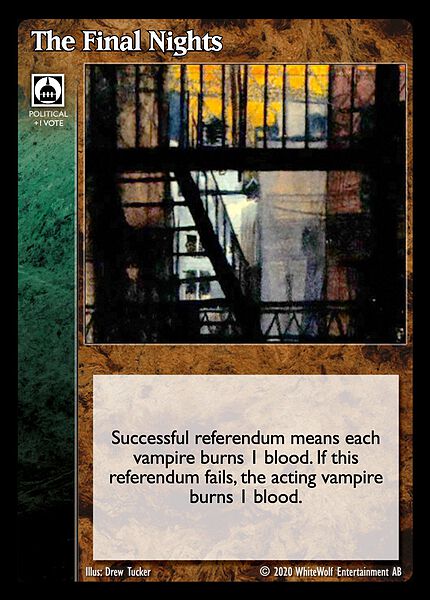 The Final Nights
POLITICAL
+1 VOTE
Successful referendum means each
vampire burns 1 blood. If this
referendum fails, the acting vampire
burns 1 blood.
Illus: Drew Tucker
© 2020 WhiteWolf Entertainment AB